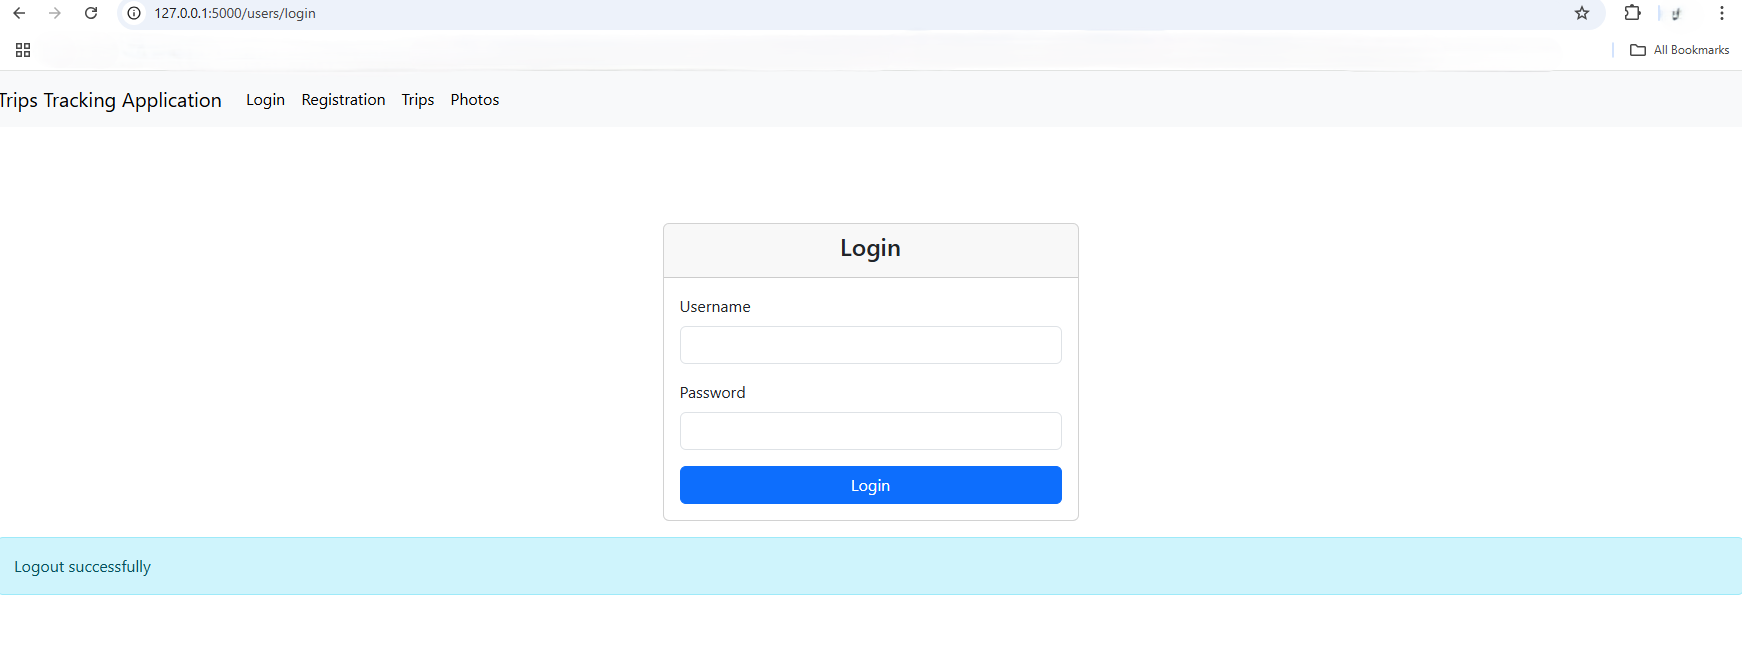 127.0.0.1:5000/users/login
All Bookmarks
Trips Tracking Application Login Registration Trips Photos
Login
Username
Password
Login
Logout successfully